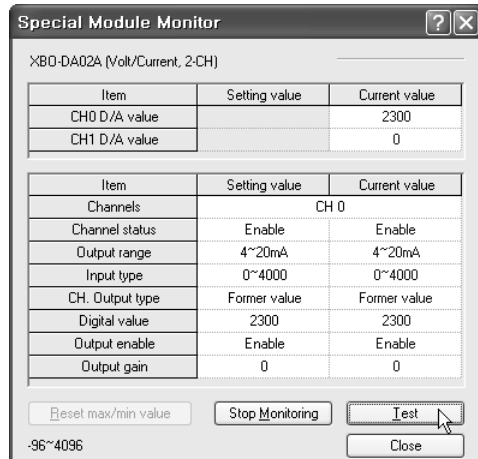 Special Module Monitor
XBO-DA02A (Volt/Current, 2-CH)
Item Setting value Current value
CH0 D/A value 2300
CH1 D/A value 0
Item Setting value Current value
Channels CH 0
Channel status Enable Enable
Output range 4~20mA 4~20mA
Input type 0~4000 0~4000
CH. Output type Former value Former value
Digital value 2300 2300
Output enable Enable Enable
Output gain 0 0
Reset max/min value Stop Monitoring Test
-96~4096 Close